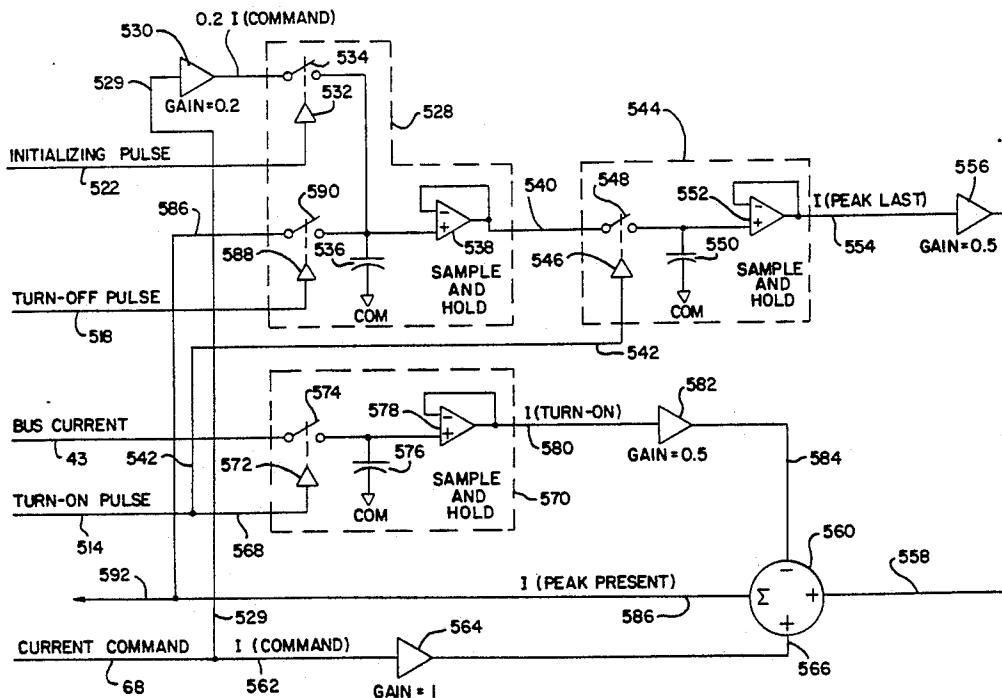 0.2 I (COMMAND)
530
529
GAIN=0.2
534
532
528
544
INITIALIZING PULSE
522
586
590
588
536
540
538
548
546
552
550
I (PEAK LAST)
554
556
GAIN=0.5
SAMPLE
AND
HOLD
COM
SAMPLE
AND
HOLD
COM
TURN-OFF PULSE
518
542
574
578
I (TURN-ON)
580
582
GAIN=0.5
BUS CURRENT
43
542
572
576
584
SAMPLE
AND
HOLD
COM
570
TURN-ON PULSE
514
568
560
558
592
I (PEAK PRESENT)
586
Σ
−
+
+
529
564
566
CURRENT COMMAND
68
I (COMMAND)
562
GAIN = 1
−
+
−
+
−
+